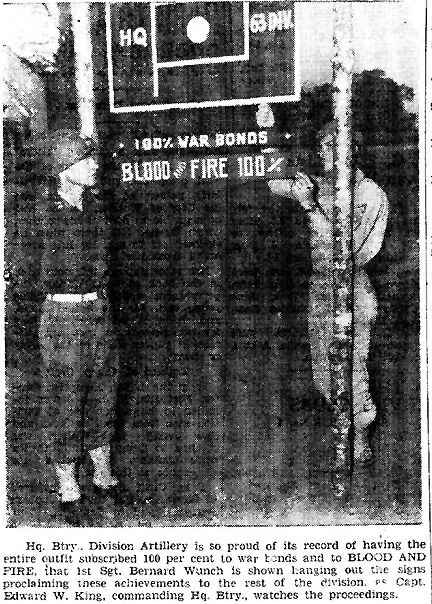 HQ
63 DIV.
100% WAR BONDS
BLOOD AND FIRE 100%
Hq. Btry., Division Artillery is so proud of its record of having the
entire outfit subscribed 100 per cent to war bonds and to BLOOD AND
FIRE, that 1st Sgt. Bernard Wunch is shown hanging out the signs
proclaiming these achievements to the rest of the division, as Capt.
Edward W. King, commanding Hq. Btry., watches the proceedings.